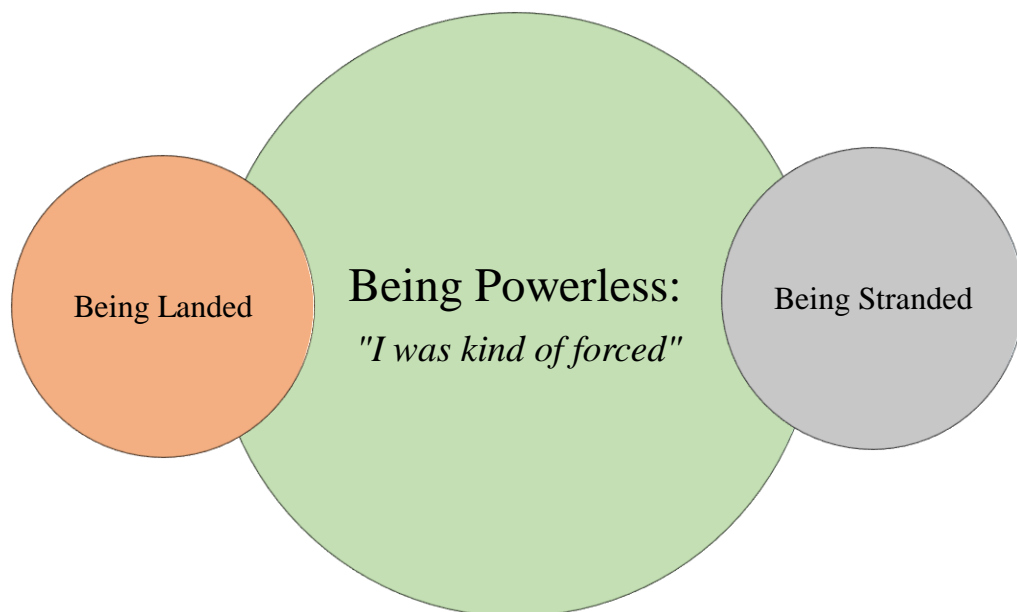 Being Landed
Being Powerless:
"I was kind of forced"
Being Stranded